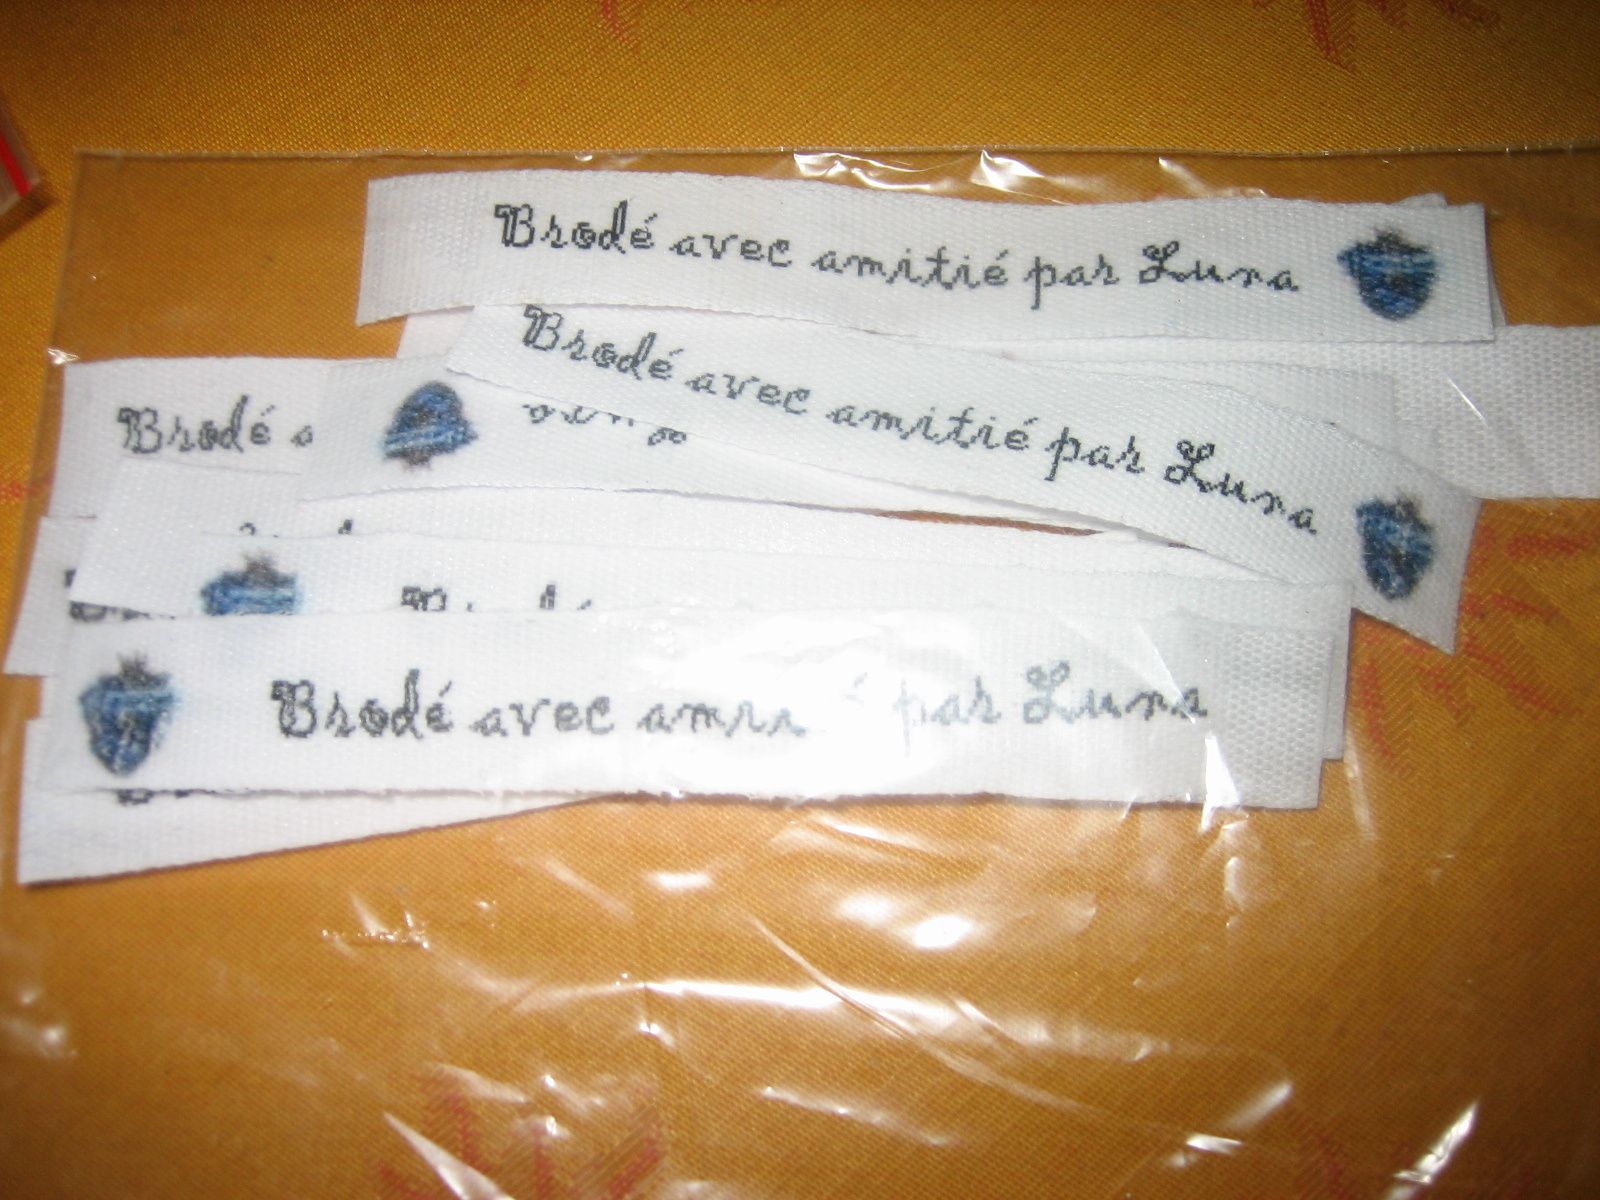 Brodé avec amitié par Luna
Brodé avec amitié par Luna
Brodé a
Brodé avec par Luna